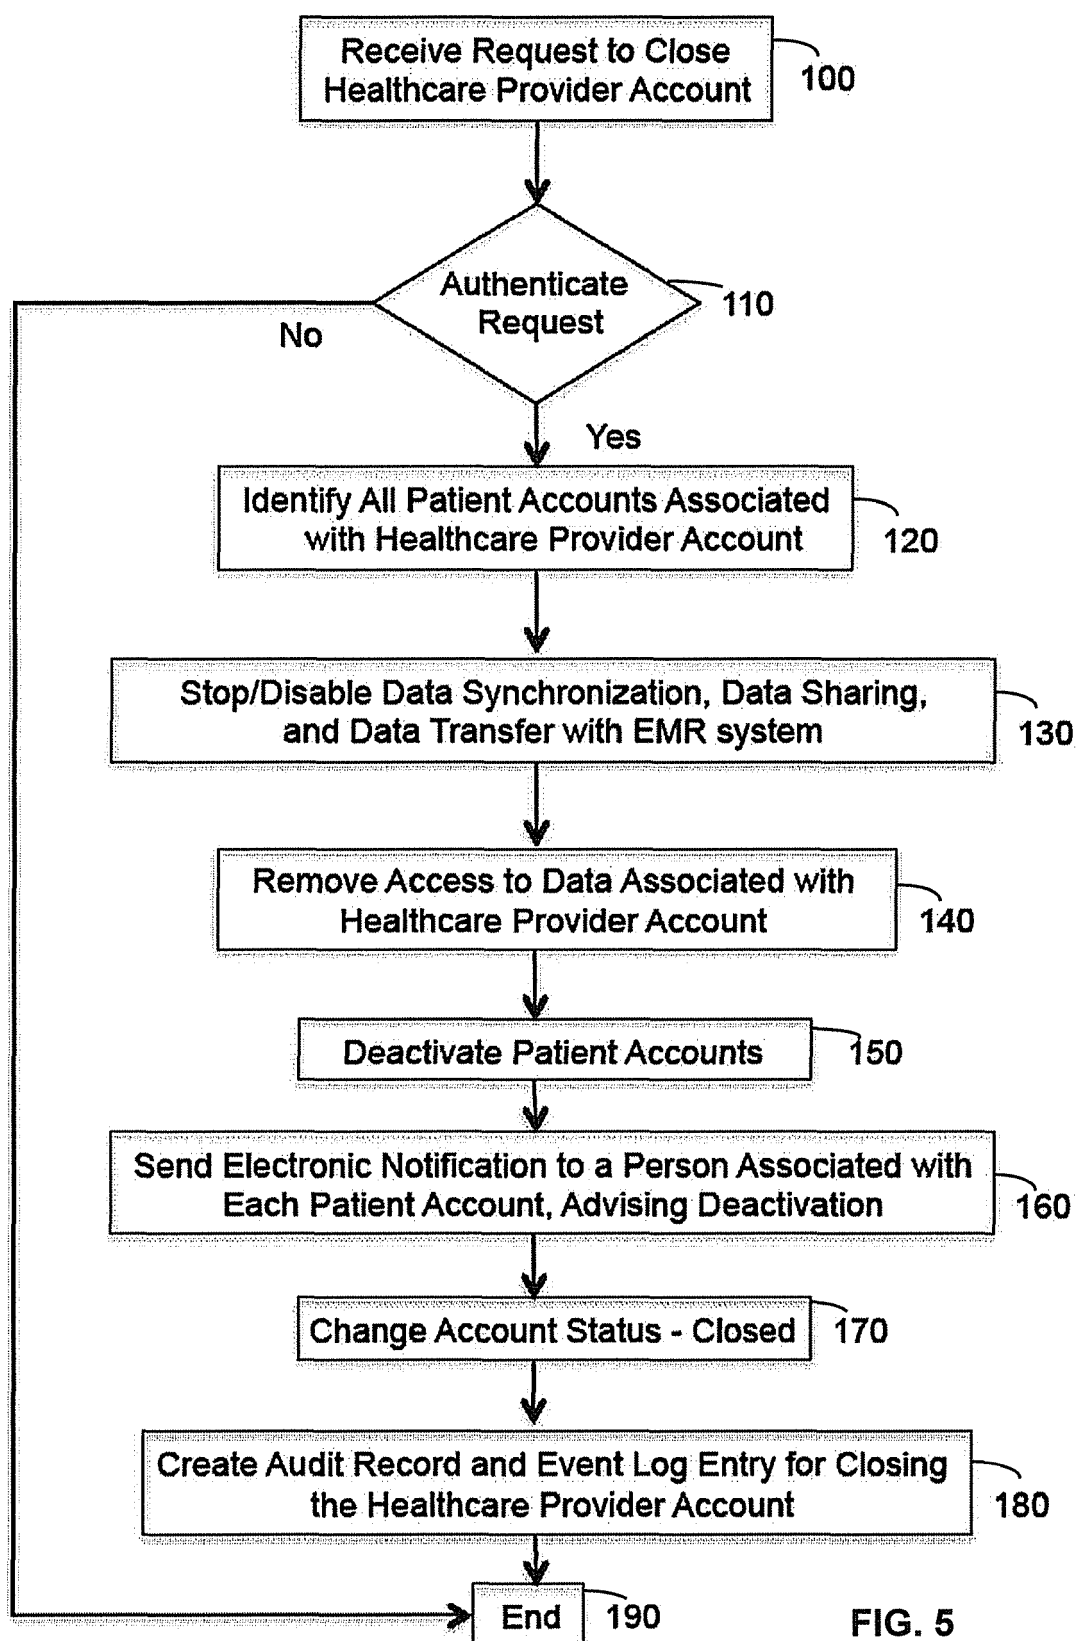 Receive Request to Close
Healthcare Provider Account
100
Authenticate
Request
110
No
Yes
Identify All Patient Accounts Associated
with Healthcare Provider Account
120
Stop/Disable Data Synchronization, Data Sharing,
and Data Transfer with EMR system
130
Remove Access to Data Associated with
Healthcare Provider Account
140
Deactivate Patient Accounts
150
Send Electronic Notification to a Person Associated with
Each Patient Account, Advising Deactivation
160
Change Account Status - Closed
170
Create Audit Record and Event Log Entry for Closing
the Healthcare Provider Account
180
End
190
FIG. 5